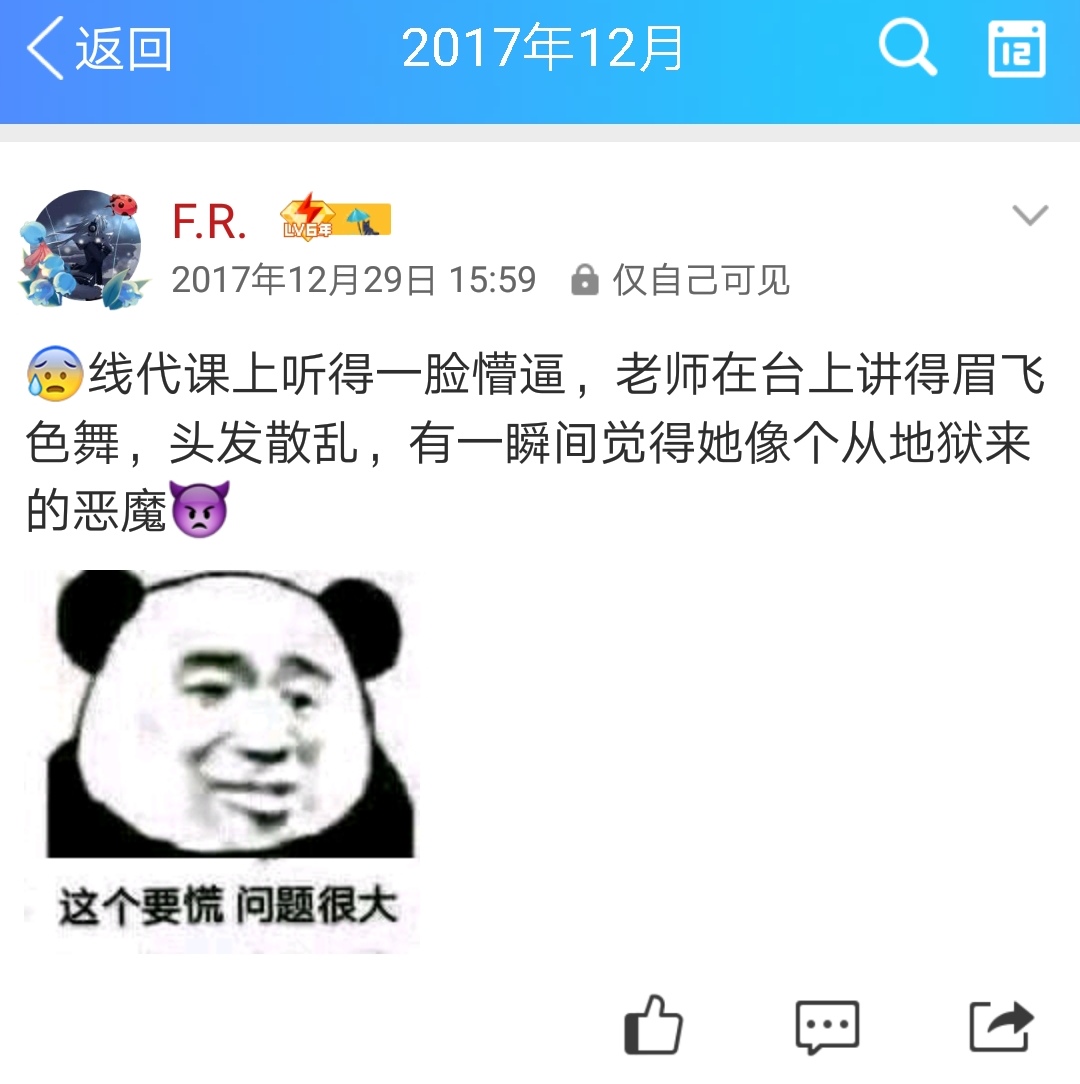 返回
2017年12月
12
F.R.
LV6年
2017年12月29日 15:59
仅自己可见
😰线代课上听得一脸懵逼，老师在台上讲得眉飞
色舞，头发散乱，有一瞬间觉得她像个从地狱来
的恶魔👿
这个要慌 问题很大